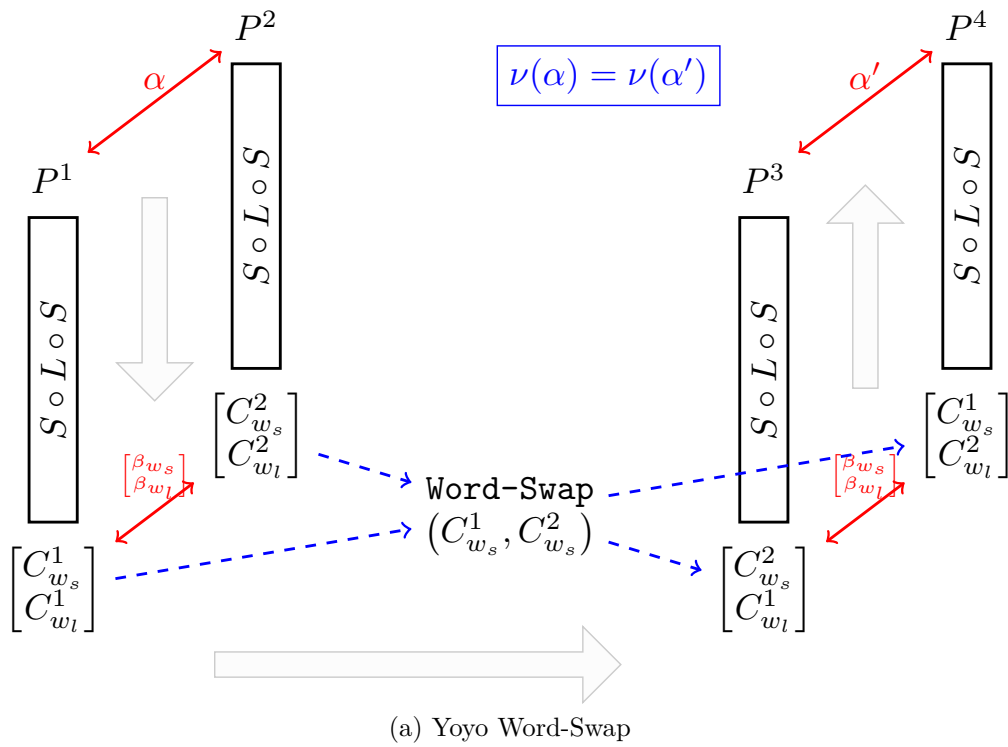 P^2
P^4
ν(α) = ν(α′)
α
α′
P^1
P^3
S ∘ L ∘ S
S ∘ L ∘ S
S ∘ L ∘ S
S ∘ L ∘ S
[C^2_{w_s}
C^2_{w_l}]
[C^1_{w_s}
C^2_{w_l}]
[β_{w_s}
β_{w_l}]
[β_{w_s}
β_{w_l}]
Word-Swap
(C^1_{w_s}, C^2_{w_s})
[C^1_{w_s}
C^1_{w_l}]
[C^2_{w_s}
C^1_{w_l}]
(a) Yoyo Word-Swap